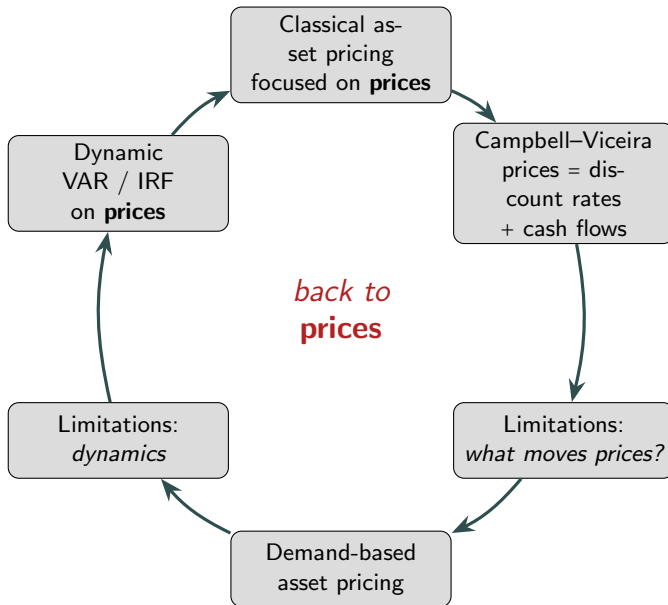 Classical as-
set pricing
focused on prices
Campbell–Viceira
prices = dis-
count rates
+ cash flows
Limitations:
what moves prices?
Demand-based
asset pricing
Limitations:
dynamics
Dynamic
VAR / IRF
on prices
back to
prices